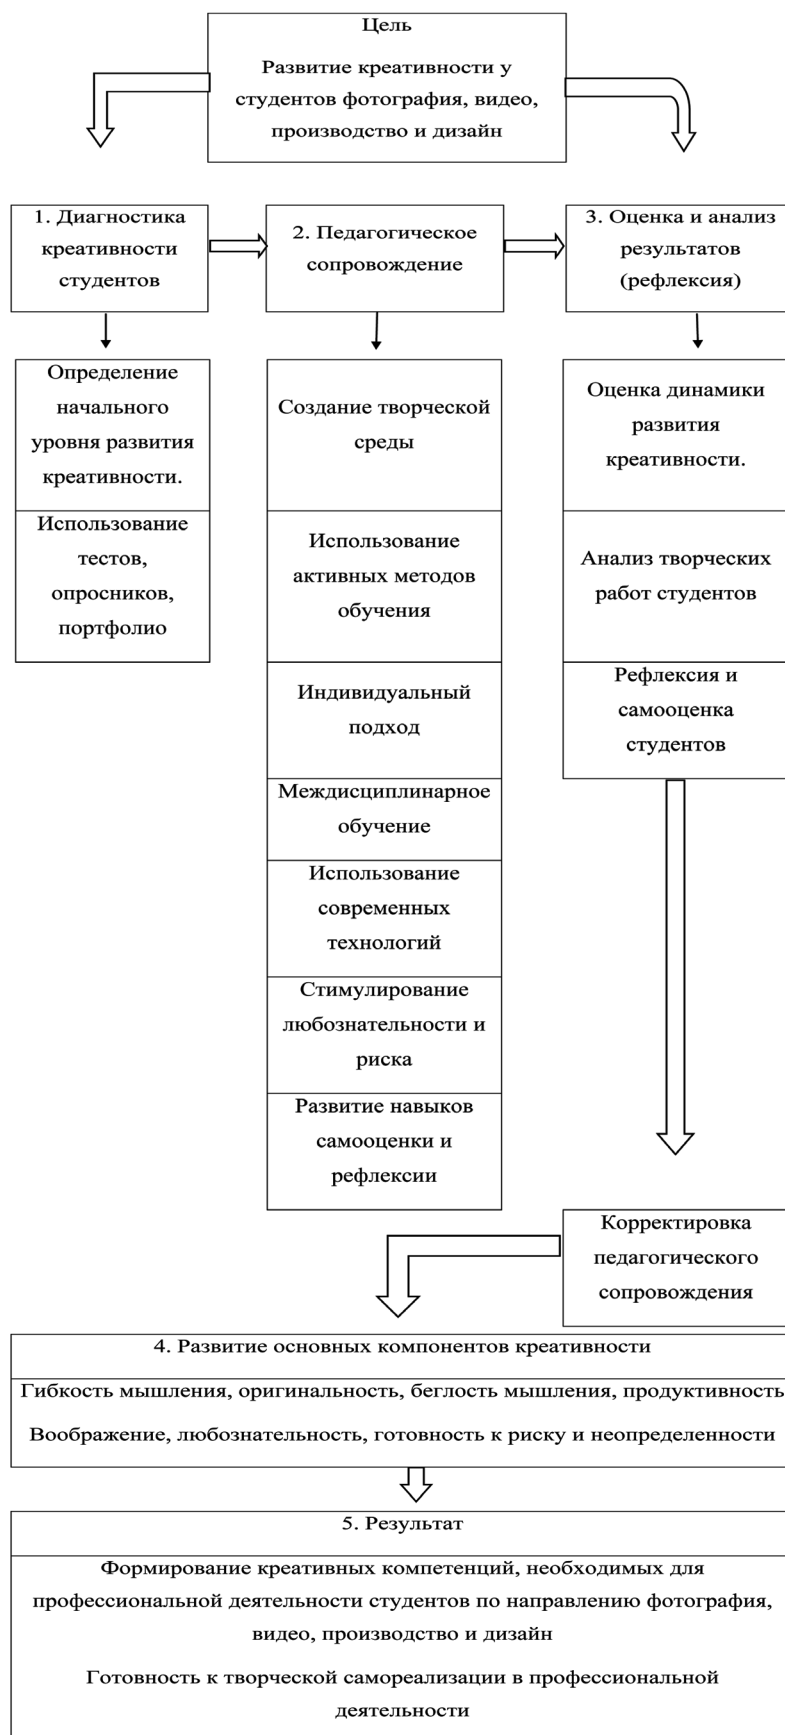 Цель
Развитие креативности у
студентов фотография, видео,
производство и дизайн
1. Диагностика
креативности
студентов
2. Педагогическое
сопровождение
3. Оценка и анализ
результатов
(рефлексия)
Определение
начального
уровня развития
креативности.
Использование
тестов,
опросников,
портфолио
Создание творческой
среды
Использование
активных методов
обучения
Индивидуальный
подход
Междисциплинарное
обучение
Использование
современных
технологий
Стимулирование
любознательности и
риска
Развитие навыков
самооценки и
рефлексии
Оценка динамики
развития
креативности.
Анализ творческих
работ студентов
Рефлексия и
самооценка
студентов
Корректировка
педагогического
сопровождения
4. Развитие основных компонентов креативности
Гибкость мышления, оригинальность, беглость мышления, продуктивность
Воображение, любознательность, готовность к риску и неопределенности
5. Результат
Формирование креативных компетенций, необходимых для
профессиональной деятельности студентов по направлению фотография,
видео, производство и дизайн
Готовность к творческой самореализации в профессиональной
деятельности